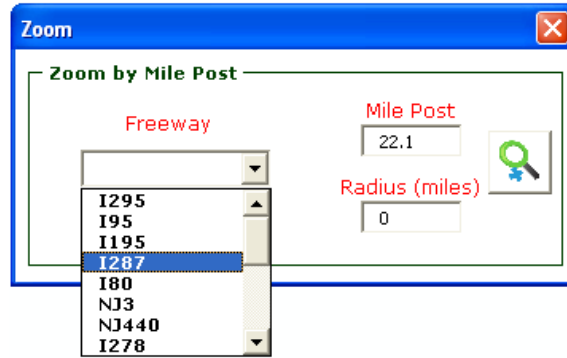 Zoom
Zoom by Mile Post
Freeway
I295
I95
I195
I287
I80
NJ3
NJ440
I278
Mile Post
22.1
Radius (miles)
0